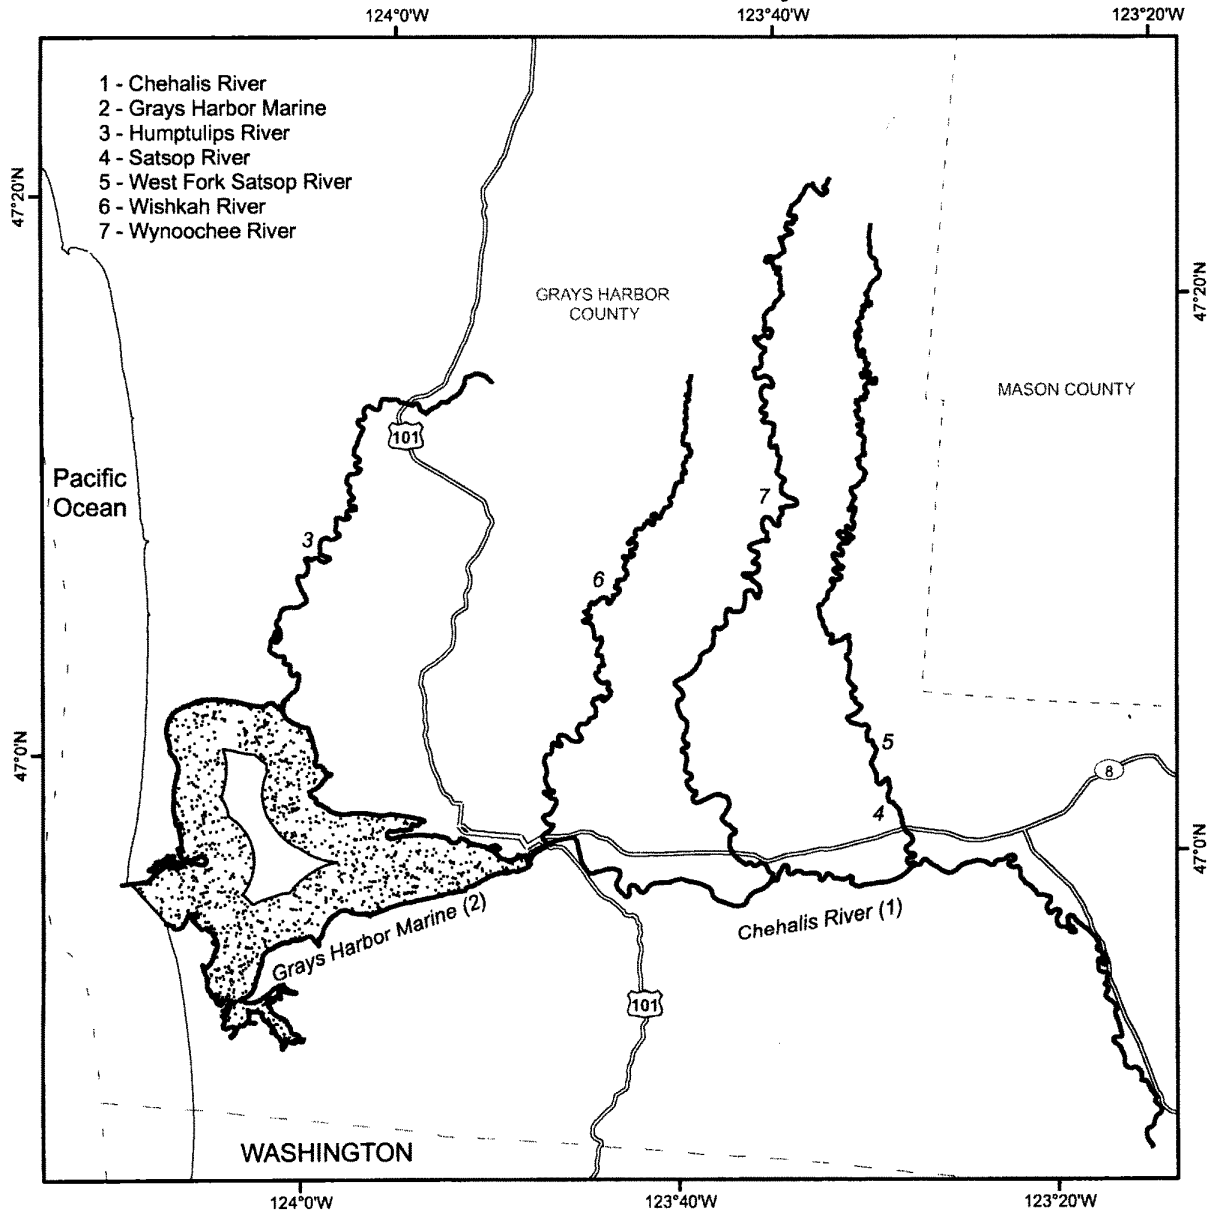 124°0'W
123°40'W
123°20'W
1 - Chehalis River
2 - Grays Harbor Marine
3 - Humptulips River
4 - Satsop River
5 - West Fork Satsop River
6 - Wishkah River
7 - Wynoochee River
47°20'N
47°20'N
GRAYS HARBOR
COUNTY
MASON COUNTY
101
Pacific
Ocean
7
3
6
5
47°0'N
8
4
47°0'N
Grays Harbor Marine (2)
Chehalis River (1)
101
WASHINGTON
124°0'W
123°40'W
123°20'W